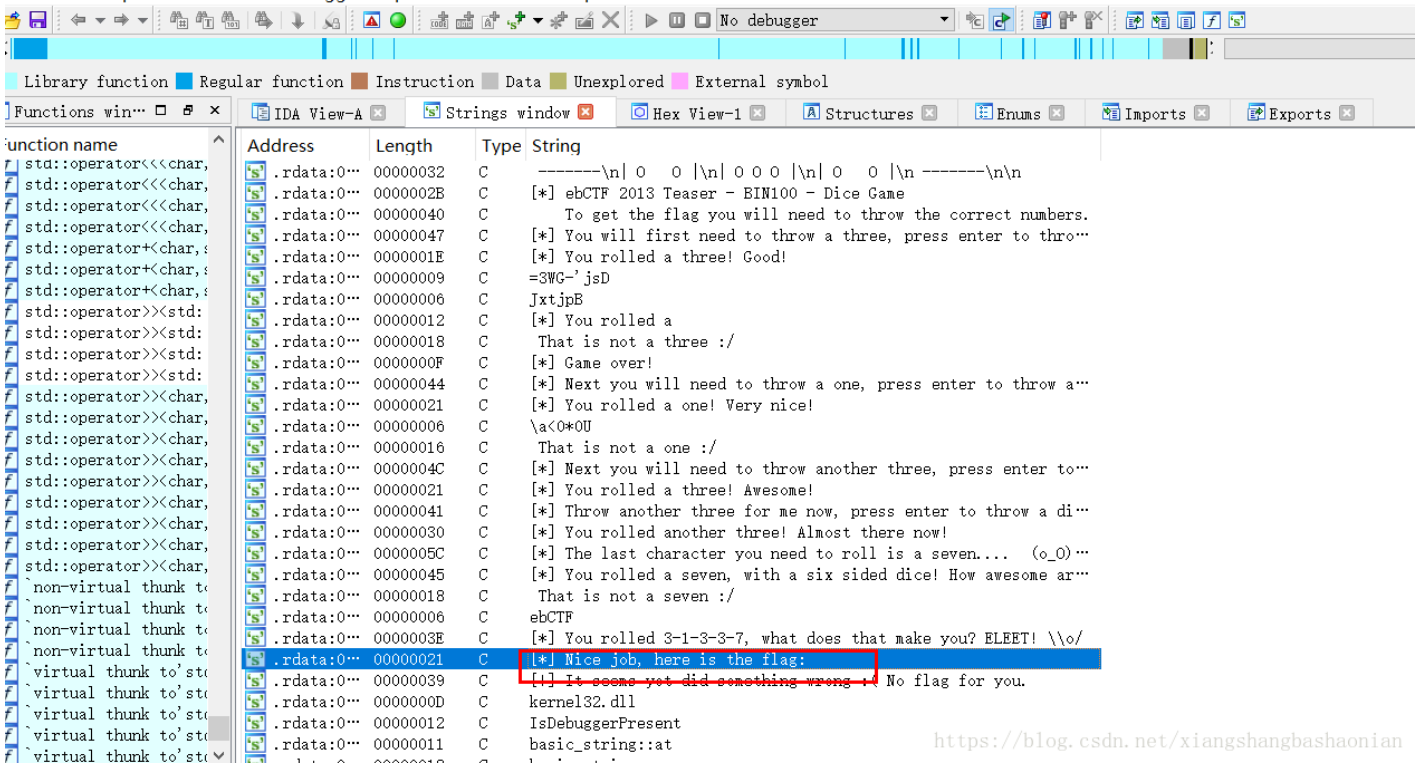 No debugger
Library function Regular function Instruction Data Unexplored External symbol
Functions win… IDA View-A Strings window Hex View-1 Structures Enums Imports Exports
Function name
std::operator<<<char,
std::operator<<<char,
std::operator<<<char,
std::operator<<<char,
std::operator+<char,s
std::operator+<char,s
std::operator+<char,s
std::operator>><std:
std::operator>><std:
std::operator>><std:
std::operator>><std:
std::operator>><char,
std::operator>><char,
std::operator>><char,
std::operator>><char,
std::operator>><char,
std::operator>><char,
std::operator>><char,
std::operator>><char,
std::operator>><char,
`non-virtual thunk to
`non-virtual thunk to
`non-virtual thunk to
`non-virtual thunk to
`virtual thunk to'std
`virtual thunk to'std
`virtual thunk to'std
`virtual thunk to'std
`virtual thunk to'std
Address Length Type String
.rdata:0… 00000032 C -------\n| O   O |\n| O O O |\n| O   O |\n -------\n\n
.rdata:0… 0000002B C [*] ebCTF 2013 Teaser - BIN100 - Dice Game
.rdata:0… 00000040 C To get the flag you will need to throw the correct numbers.
.rdata:0… 00000047 C [*] You will first need to throw a three, press enter to thro…
.rdata:0… 0000001E C [*] You rolled a three! Good!
.rdata:0… 00000009 C =3WG-'jsD
.rdata:0… 00000006 C JxtjpB
.rdata:0… 00000012 C [*] You rolled a
.rdata:0… 00000018 C That is not a three :/
.rdata:0… 0000000F C [*] Game over!
.rdata:0… 00000044 C [*] Next you will need to throw a one, press enter to throw a…
.rdata:0… 00000021 C [*] You rolled a one! Very nice!
.rdata:0… 00000006 C \a<0*0U
.rdata:0… 00000016 C That is not a one :/
.rdata:0… 0000004C C [*] Next you will need to throw another three, press enter to…
.rdata:0… 00000021 C [*] You rolled a three! Awesome!
.rdata:0… 00000041 C [*] Throw another three for me now, press enter to throw a di…
.rdata:0… 00000030 C [*] You rolled another three! Almost there now!
.rdata:0… 0000005C C [*] The last character you need to roll is a seven.... (o_O)…
.rdata:0… 00000045 C [*] You rolled a seven, with a six sided dice! How awesome ar…
.rdata:0… 00000018 C That is not a seven :/
.rdata:0… 00000006 C ebCTF
.rdata:0… 0000003E C [*] You rolled 3-1-3-3-7, what does that make you? ELEET! \\o/
.rdata:0… 00000021 C [*] Nice job, here is the flag:
.rdata:0… 00000039 C [!] It seems yot did something wrong :( No flag for you.
.rdata:0… 0000000D C kernel32.dll
.rdata:0… 00000012 C IsDebuggerPresent
.rdata:0… 00000011 C basic_string::at
https://blog.csdn.net/xiangshangbashaonian